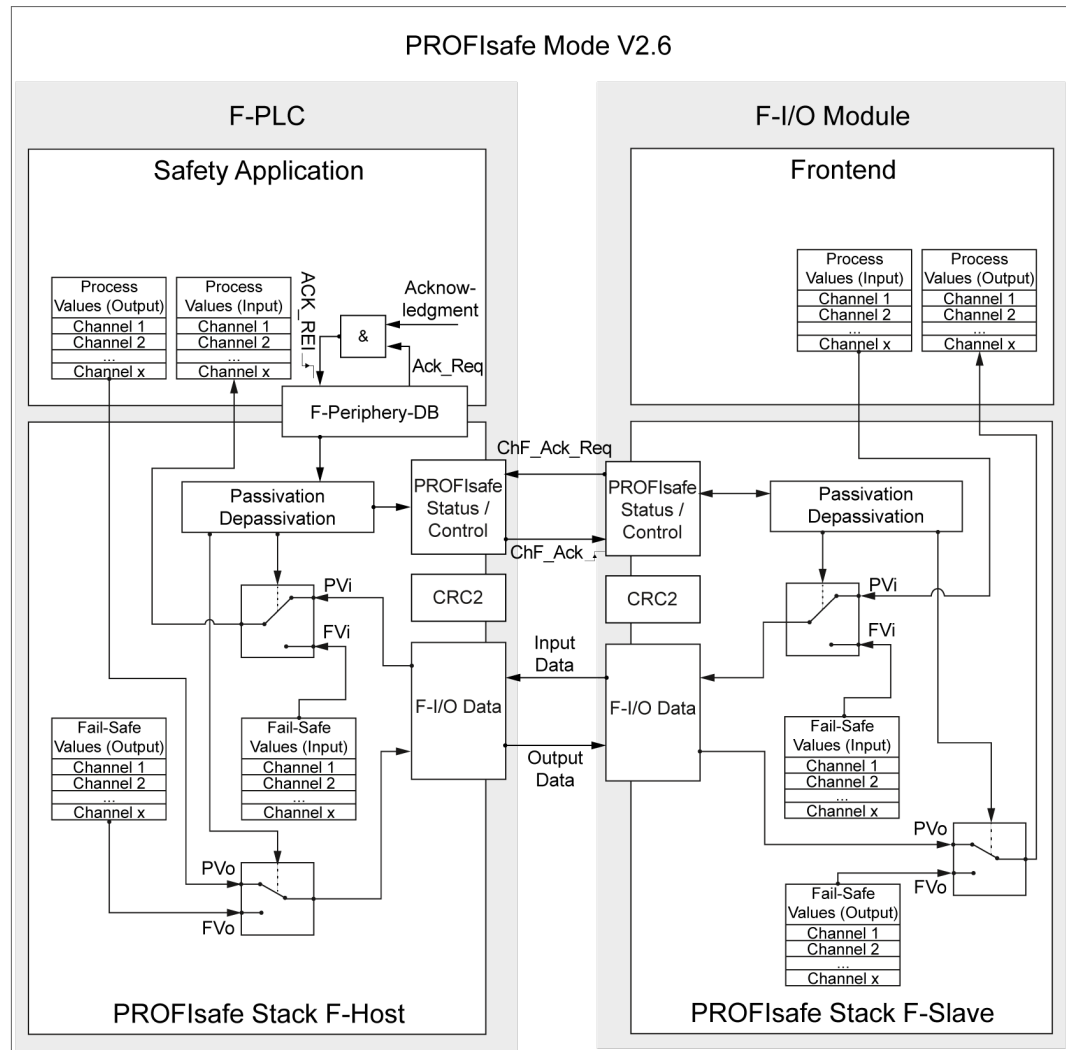 PROFIsafe Mode V2.6
F-PLC
Safety Application
Process
Values (Output)
Channel 1
Channel 2
...
Channel x
Process
Values (Input)
Channel 1
Channel 2
...
Channel x
ACK_REI
&
Acknow-
ledgment
Ack_Req
F-Periphery-DB
Passivation
Depassivation
PROFIsafe
Status /
Control
ChF_Ack_Req
ChF_Ack_
CRC2
PVi
FVi
Input
Data
F-I/O Data
Output
Data
Fail-Safe
Values (Output)
Channel 1
Channel 2
...
Channel x
Fail-Safe
Values (Input)
Channel 1
Channel 2
...
Channel x
PVo
FVo
PROFIsafe Stack F-Host
F-I/O Module
Frontend
Process
Values (Input)
Channel 1
Channel 2
...
Channel x
Process
Values (Output)
Channel 1
Channel 2
...
Channel x
PROFIsafe
Status /
Control
Passivation
Depassivation
CRC2
PVi
FVi
F-I/O Data
Fail-Safe
Values (Input)
Channel 1
Channel 2
...
Channel x
PVo
FVo
Fail-Safe
Values (Output)
Channel 1
Channel 2
...
Channel x
PROFIsafe Stack F-Slave